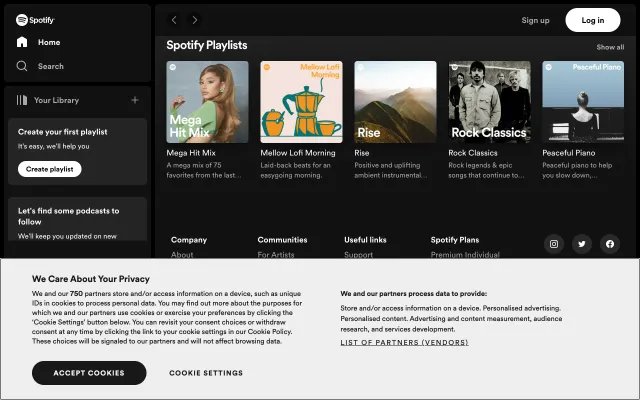 Spotify
Home
Search
Your Library
Create your first playlist
It's easy, we'll help you
Create playlist
Let's find some podcasts to
follow
We'll keep you updated on new
Sign up
Log in
Spotify Playlists
Show all
Mega
Hit Mix
Mega Hit Mix
A mega mix of 75
favorites from the last...
Mellow Lofi
Morning
Mellow Lofi Morning
Laid-back beats for an
easygoing morning.
Rise
Rise
Positive and uplifting
ambient instrumental...
Rock Classics
Rock Classics
Rock legends & epic
songs that continue to...
Peaceful Piano
Peaceful Piano
Peaceful piano to help
you slow down,...
Company
About
Communities
For Artists
Useful links
Support
Spotify Plans
Premium Individual
We Care About Your Privacy
We and our 750 partners store and/or access information on a device, such as unique
IDs in cookies to process personal data. You may find out more about the purposes for
which we and our partners use cookies or exercise your preferences by clicking the
'Cookie Settings' button below. You can revisit your consent choices or withdraw
consent at any time by clicking the link to your cookie settings in our Cookie Policy.
These choices will be signaled to our partners and will not affect browsing data.
ACCEPT COOKIES
COOKIE SETTINGS
We and our partners process data to provide:
Store and/or access information on a device. Personalised advertising.
Personalised content. Advertising and content measurement, audience
research, and services development.
LIST OF PARTNERS (VENDORS)